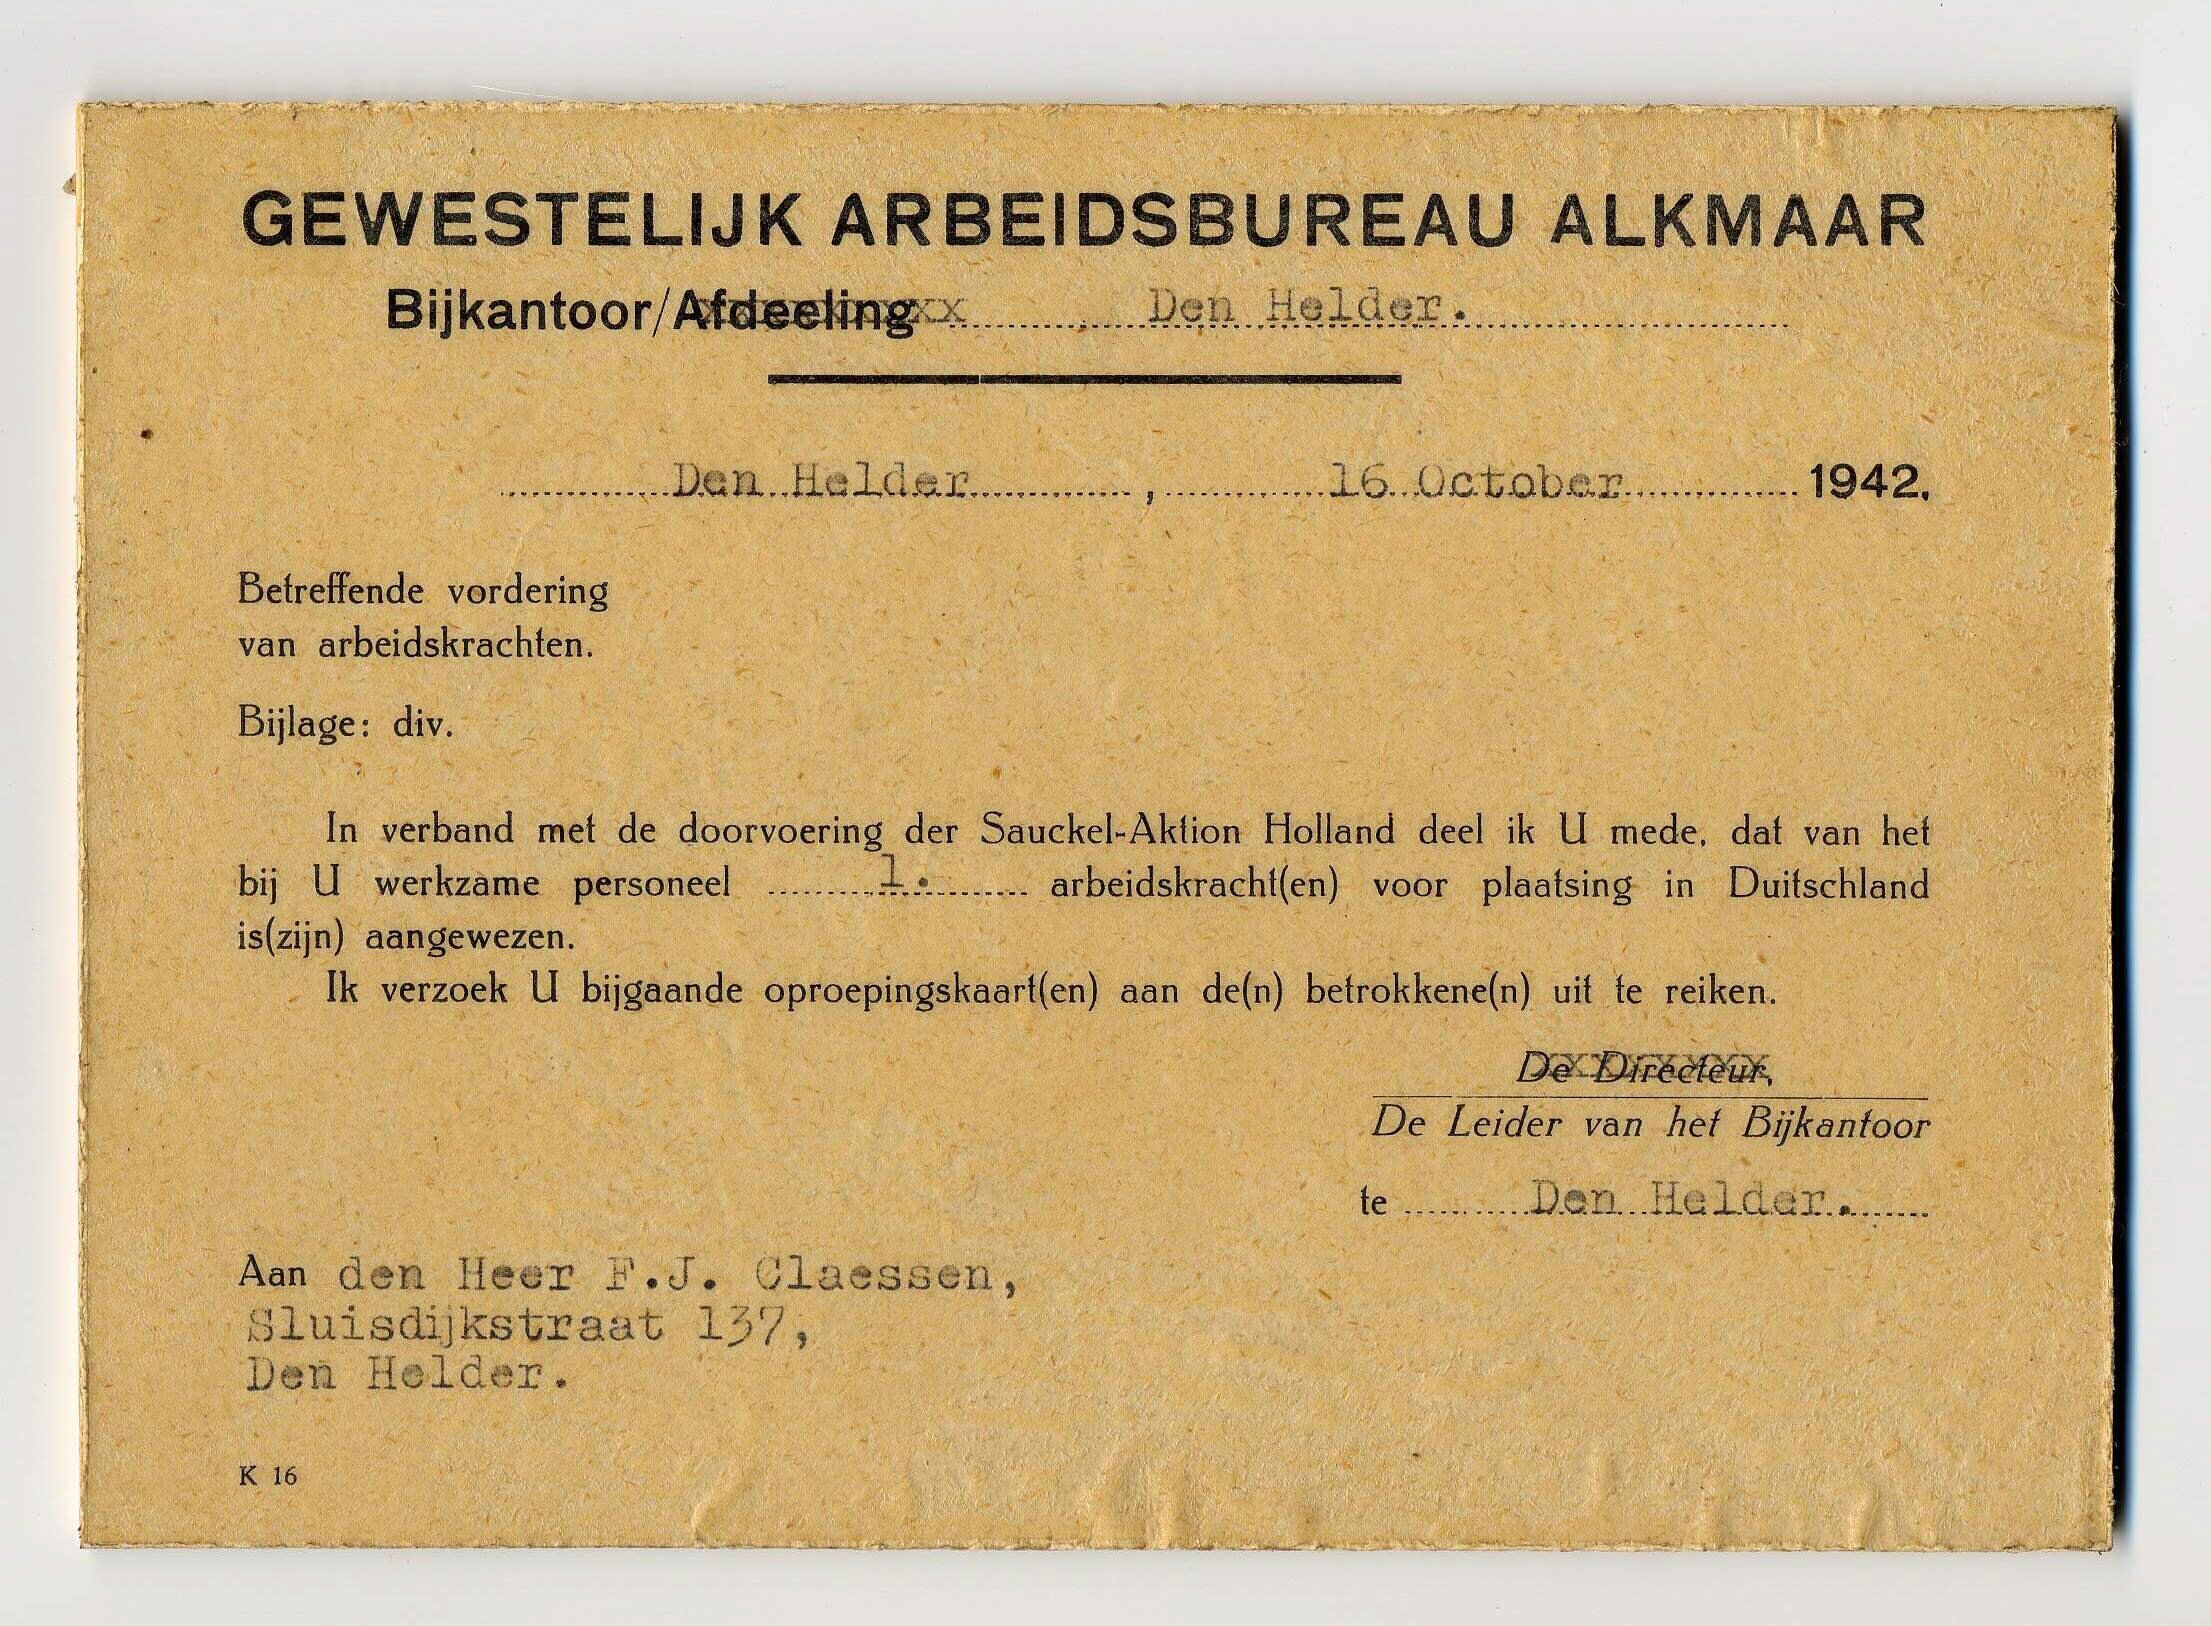 GEWESTELIJK ARBEIDSBUREAU ALKMAAR
Bijkantoor/Afdeeling Den Helder.
Den Helder, 16 October 1942.
Betreffende vordering
van arbeidskrachten.
Bijlage: div.
In verband met de doorvoering der Sauckel-Aktion Holland deel ik U mede, dat van het
bij U werkzame personeel 1. arbeidskracht(en) voor plaatsing in Duitschland
is(zijn) aangewezen.
Ik verzoek U bijgaande oproepingskaart(en) aan de(n) betrokkene(n) uit te reiken.
De Directeur,
De Leider van het Bijkantoor
te Den Helder.
Aan den Heer F.J. Claessen,
Sluisdijkstraat 137,
Den Helder.
K 16